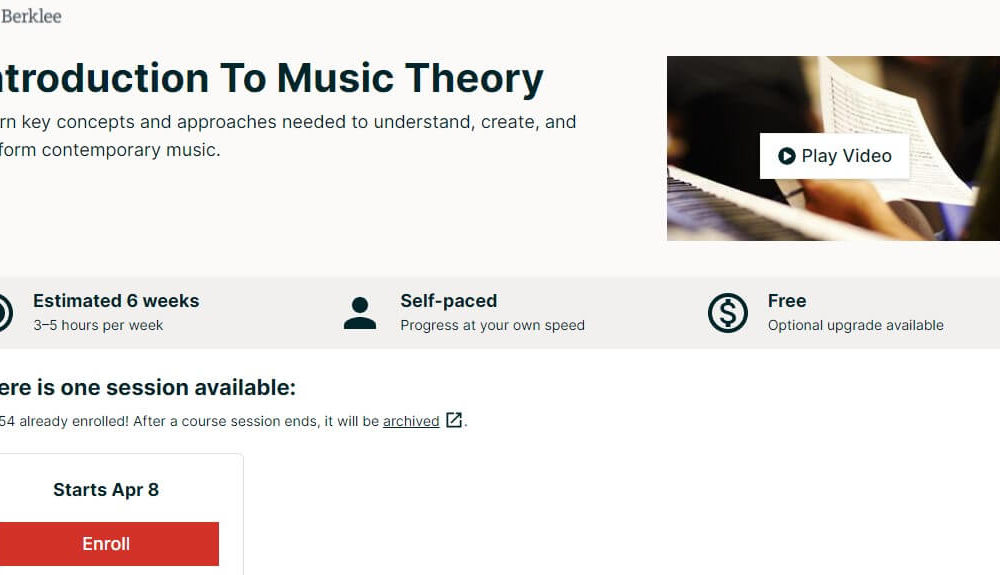 Berklee
ntroduction To Music Theory
rn key concepts and approaches needed to understand, create, and
form contemporary music.
Play Video
Estimated 6 weeks
3–5 hours per week
Self-paced
Progress at your own speed
Free
Optional upgrade available
ere is one session available:
54 already enrolled! After a course session ends, it will be archived.
Starts Apr 8
Enroll